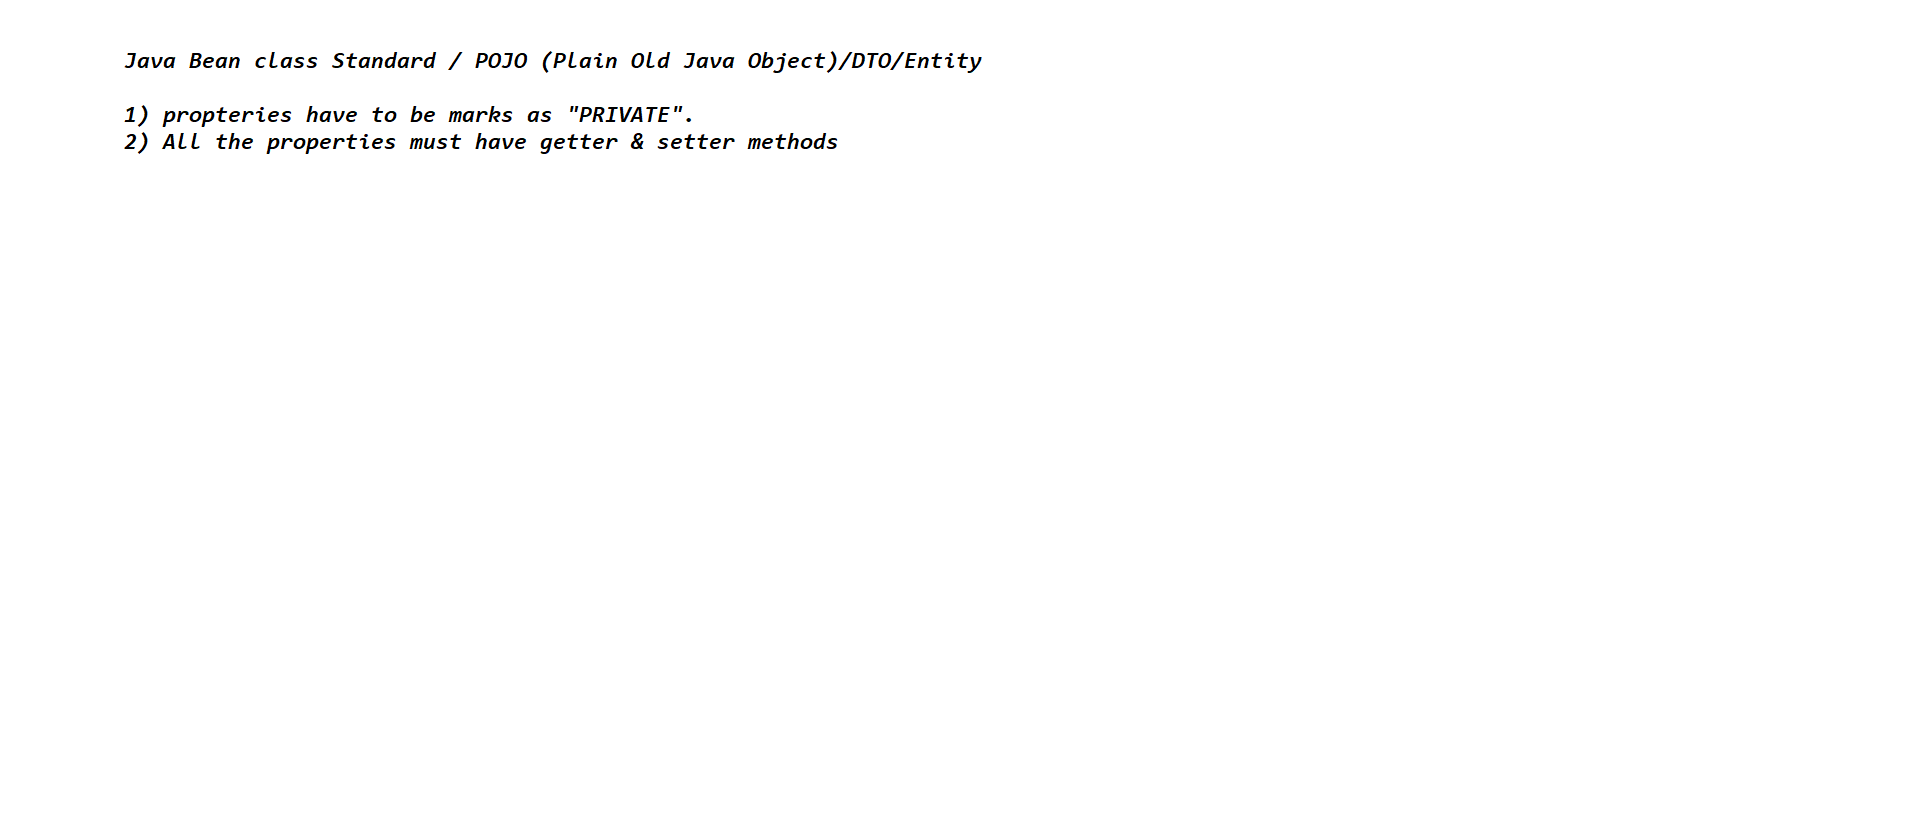 Java Bean class Standard / POJO (Plain Old Java Object)/DTO/Entity
1) propteries have to be marks as "PRIVATE".
2) All the properties must have getter & setter methods